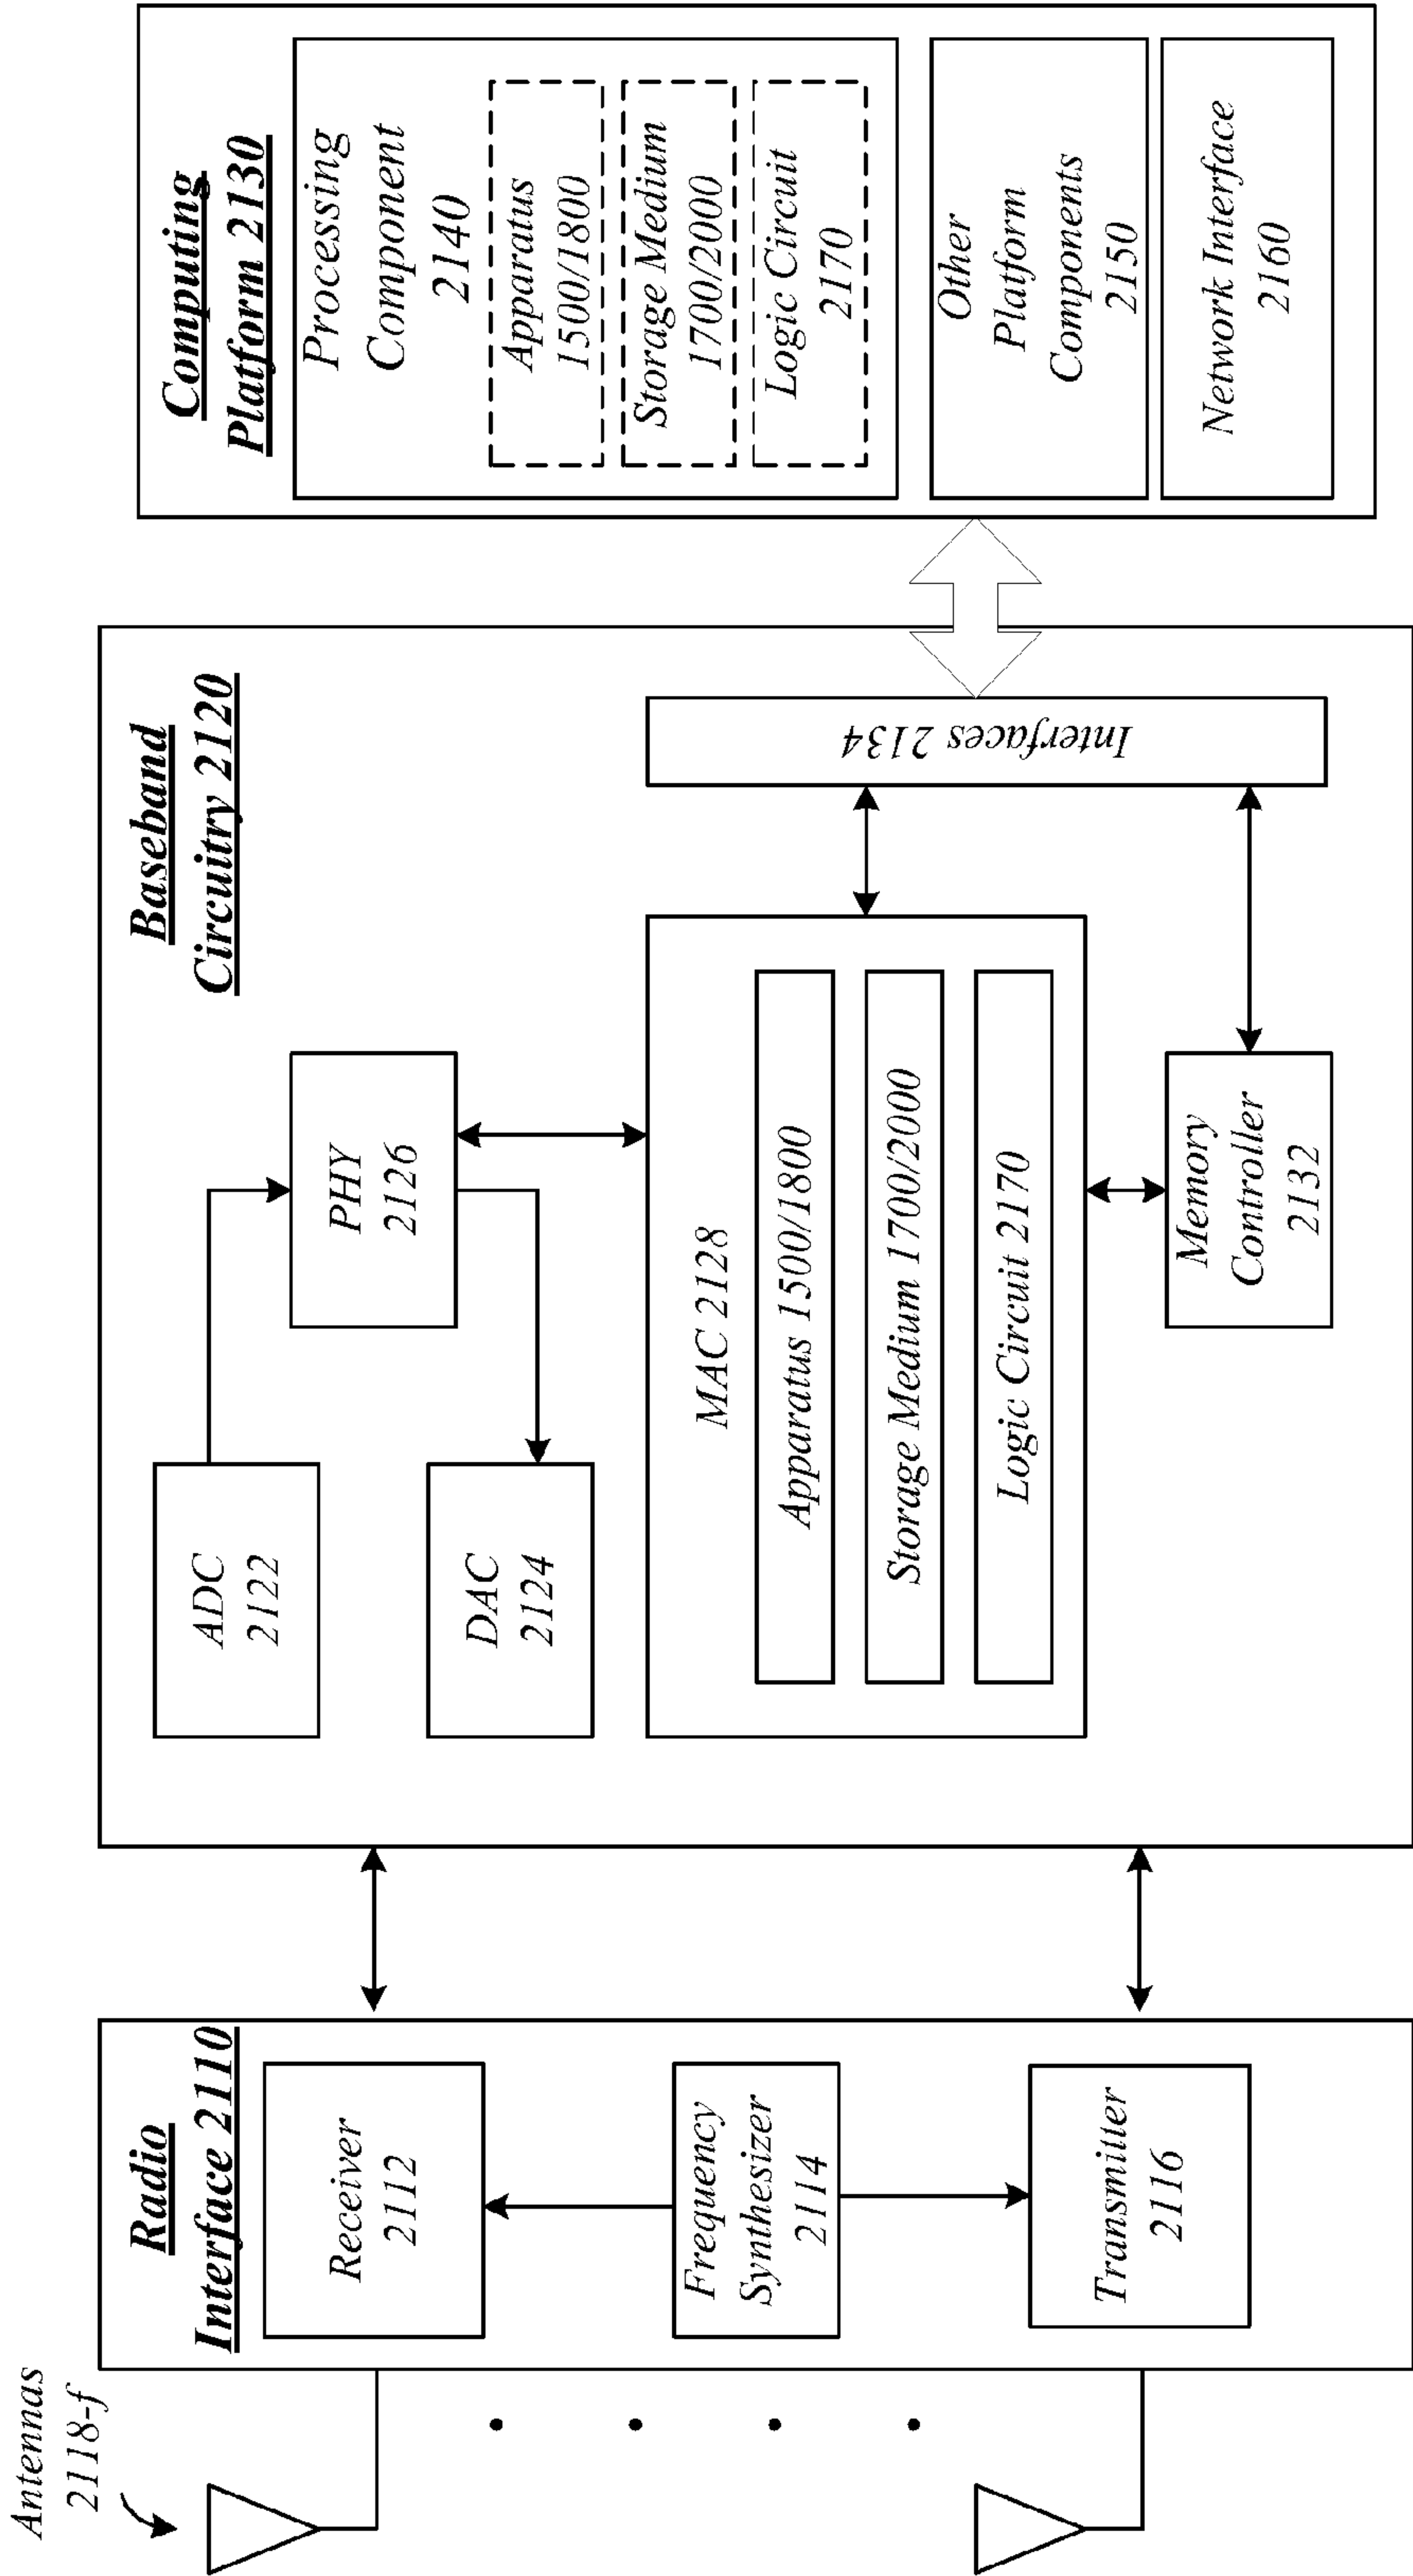 Antennas
2118-f
Radio
Interface 2110
Receiver
2112
Frequency
Synthesizer
2114
Transmitter
2116
Baseband
Circuitry 2120
ADC
2122
DAC
2124
PHY
2126
MAC 2128
Apparatus 1500/1800
Storage Medium 1700/2000
Logic Circuit 2170
Memory
Controller
2132
Interfaces 2134
Computing
Platform 2130
Processing
Component
2140
Apparatus
1500/1800
Storage Medium
1700/2000
Logic Circuit
2170
Other
Platform
Components
2150
Network Interface
2160